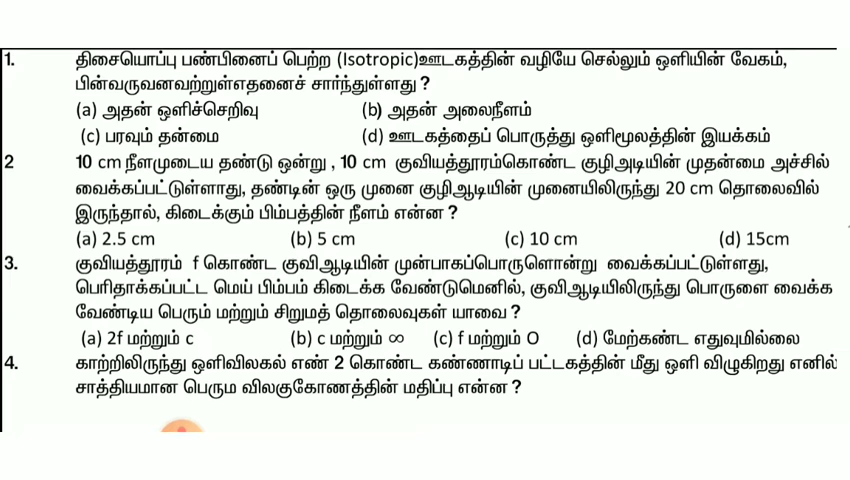 1. திசையொப்பு பண்பினைப் பெற்ற (Isotropic)ஊடகத்தின் வழியே செல்லும் ஒளியின் வேகம்,
பின்வருவனவற்றுள்எதனைச் சார்ந்துள்ளது ?
(a) அதன் ஒளிச்செறிவு (b) அதன் அலைநீளம்
(c) பரவும் தன்மை (d) ஊடகத்தைப் பொருத்து ஒளிமூலத்தின் இயக்கம்
2 10 cm நீளமுடைய தண்டு ஒன்று , 10 cm குவியத்தூரம்கொண்ட குழிஅடியின் முதன்மை அச்சில்
வைக்கப்பட்டுள்ளாது, தண்டின் ஒரு முனை குழிஆடியின் முனையிலிருந்து 20 cm தொலைவில்
இருந்தால், கிடைக்கும் பிம்பத்தின் நீளம் என்ன ?
(a) 2.5 cm (b) 5 cm (c) 10 cm (d) 15cm
3. குவியத்தூரம் f கொண்ட குவிஆடியின் முன்பாகப்பொருளொன்று வைக்கப்பட்டுள்ளது,
பெரிதாக்கப்பட்ட மெய் பிம்பம் கிடைக்க வேண்டுமெனில், குவிஆடியிலிருந்து பொருளை வைக்க
வேண்டிய பெரும் மற்றும் சிறுமத் தொலைவுகள் யாவை ?
(a) 2f மற்றும் c (b) c மற்றும் ∞ (c) f மற்றும் O (d) மேற்கண்ட எதுவுமில்லை
4. காற்றிலிருந்து ஒளிவிலகல் எண் 2 கொண்ட கண்ணாடிப் பட்டகத்தின் மீது ஒளி விழுகிறது எனில்
சாத்தியமான பெரும விலகுகோணத்தின் மதிப்பு என்ன ?